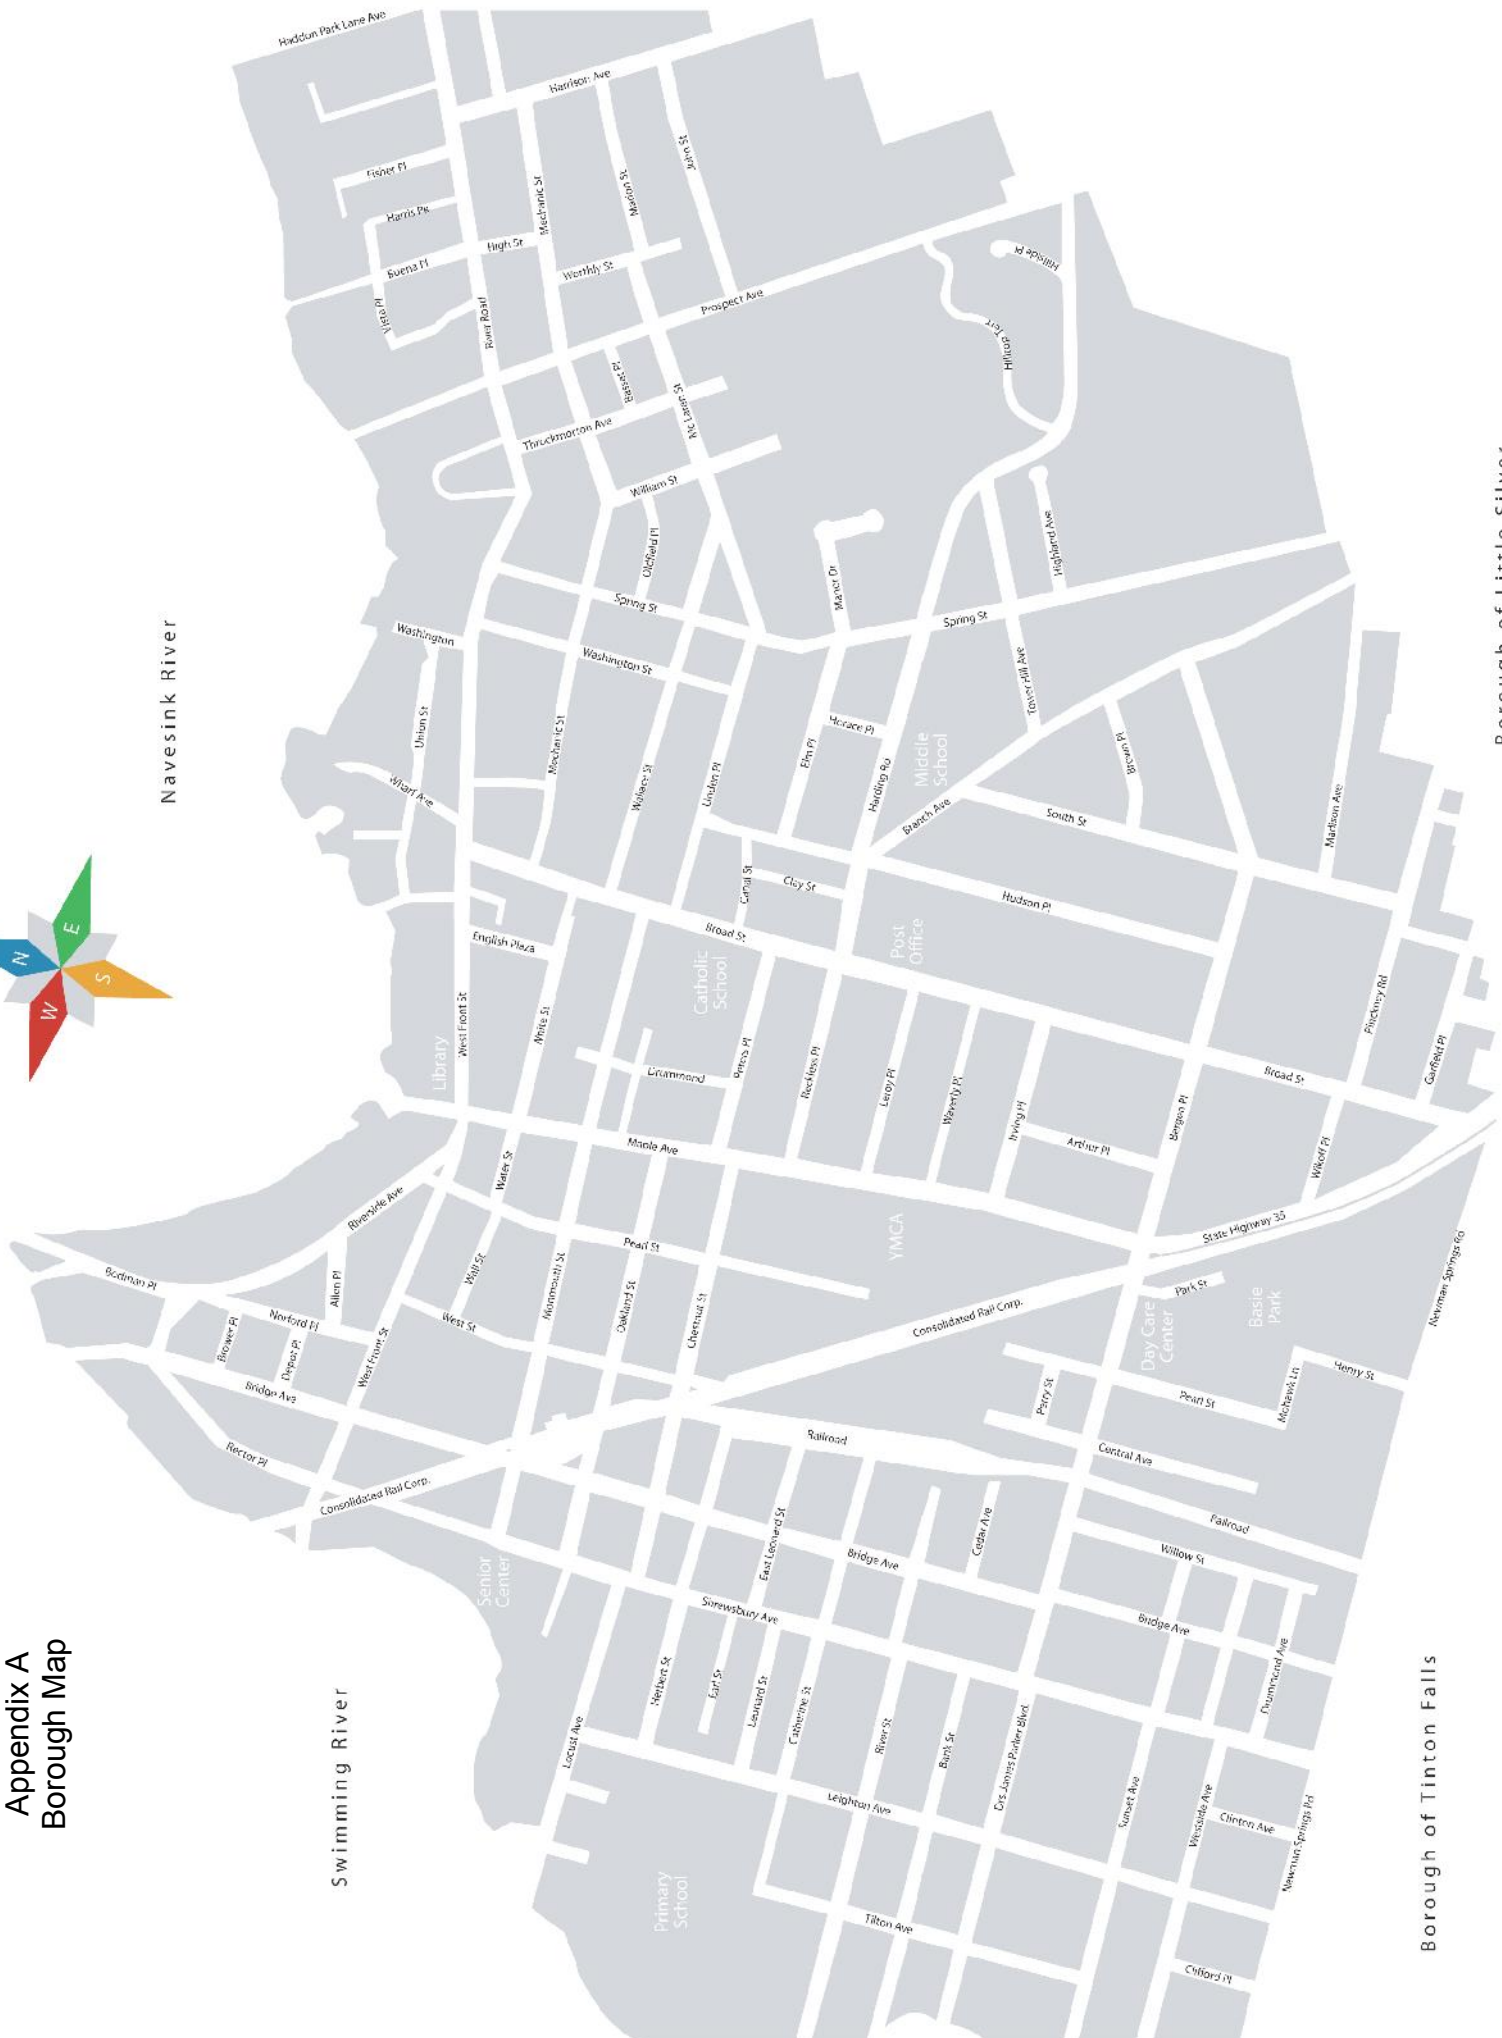 Appendix A
Borough Map
N
E
S
W
Navesink River
Swimming River
Borough of Tinton Falls
Borough of Little Silver
Haddon Park Lane Ave
Harrison Ave
Fisher Pl
Harris Pk
Buena Pl
Vista Pl
High St
Mechanic St
Marion St
John St
Worthly St
River Road
Prospect Ave
Hillside Pl
Hilltop Terr
Basset Pl
Mc Laren St
Throckmorton Ave
William St
Oldfield Pl
Spring St
Manor Dr
Highland Ave
Spring St
Washington
Washington St
Tower Hill Ave
Union St
Wharf Ave
Mechanic St
Wallace St
Linden Pl
Elm Pl
Horace Pl
Harding Rd
Middle
School
Branch Ave
Brown Pl
South St
Madison Ave
Canal St
Clay St
Hudson Pl
Broad St
English Plaza
West Front St
White St
Library
Catholic
School
Post
Office
Drummond
Peters Pl
Reckless Pl
Leroy Pl
Waverly Pl
Irving Pl
Arthur Pl
Bergen Pl
Broad St
Pinckney Rd
Garfield Pl
Wikoff Pl
Maple Ave
Water St
Riverside Ave
Bodman Pl
Allen Pl
Norford Pl
Brower Pl
Depot Pl
Bridge Ave
Rector Pl
West Front St
Wall St
West St
Pearl St
Monmouth St
Oakland St
Chestnut St
YMCA
Consolidated Rail Corp.
State Highway 35
Park St
Day Care
Center
Basie
Park
Newman Springs Rd
Henry St
Mohawk Ln
Pearl St
Parry St
Central Ave
Railroad
Railroad
Consolidated Rail Corp.
Senior
Center
East Leonard St
Bridge Ave
Cedar Ave
Willow St
Bridge Ave
Shrewsbury Ave
Drummond Ave
Herbert St
Earl St
Leonard St
Catherine St
River St
Bank St
Drs James Parker Blvd.
Locust Ave
Leighton Ave
Sunset Ave
Westside Ave
Clinton Ave
Newman Springs Rd
Primary
School
Tilton Ave
Clifford Pl